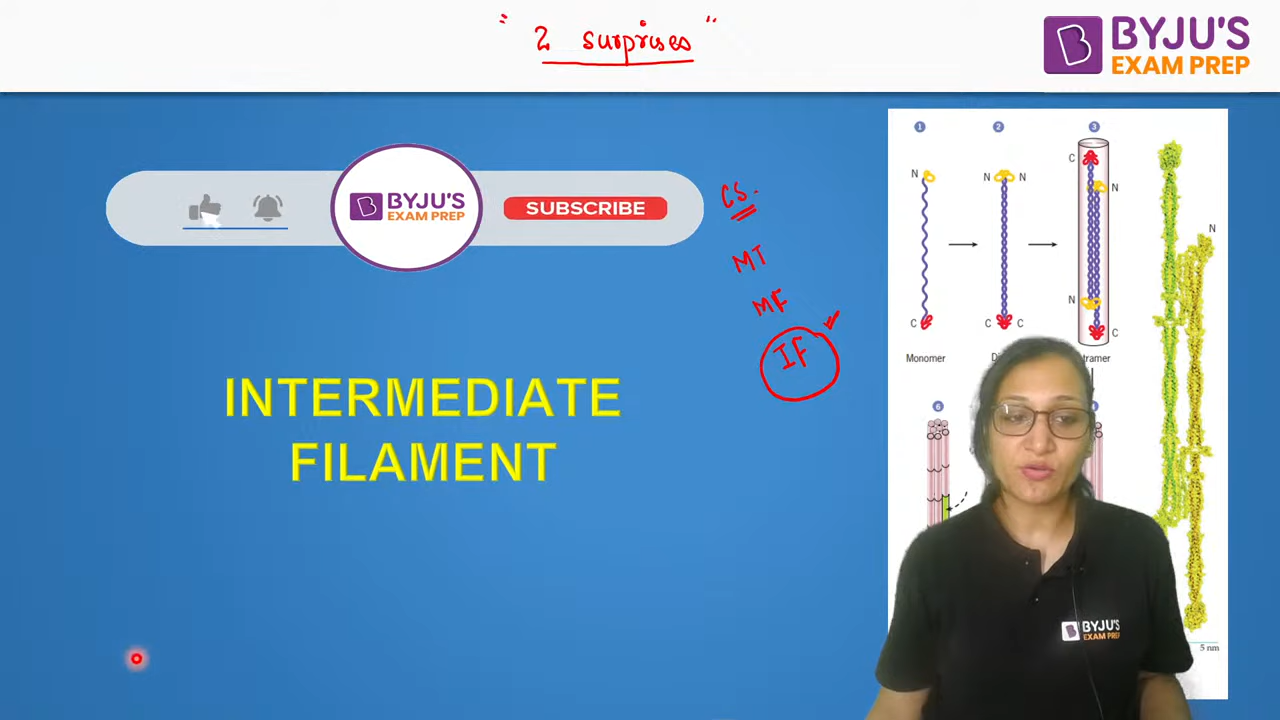 " 2 surprises "
BYJU'S
EXAM PREP
BYJU'S
EXAM PREP
SUBSCRIBE
CS.
MT
MF
IF
INTERMEDIATE
FILAMENT
1 2 3
C
N N N N
N
N
C C C C
Monomer
6
5 nm
BYJU'S
EXAM PREP